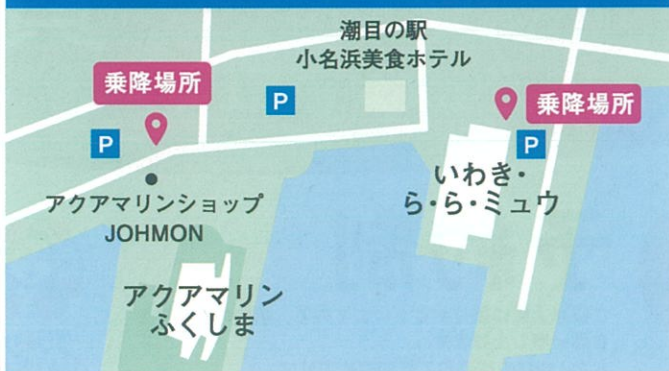 潮目の駅
小名浜美食ホテル
乗降場所
P
乗降場所
P
P
いわき・
ら・ら・ミュウ
アクアマリンショップ
JOHMON
アクアマリン
ふくしま